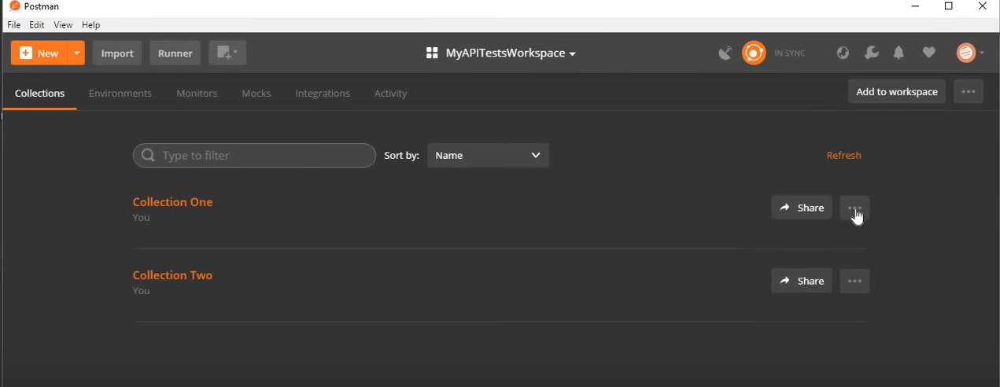 Postman
File Edit View Help
New Import Runner MyAPITestsWorkspace IN SYNC
Collections Environments Monitors Mocks Integrations Activity Add to workspace
Type to filter Sort by: Name Refresh
Collection One
You
Share
Collection Two
You
Share